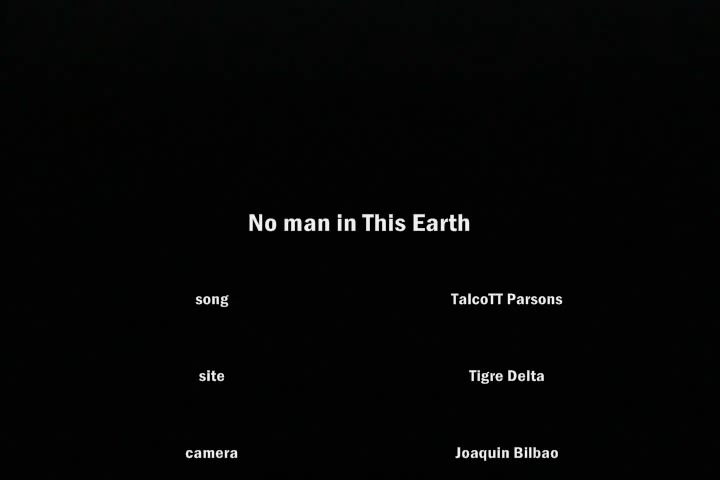 No man in This Earth
song TalcoTT Parsons
site Tigre Delta
camera Joaquin Bilbao